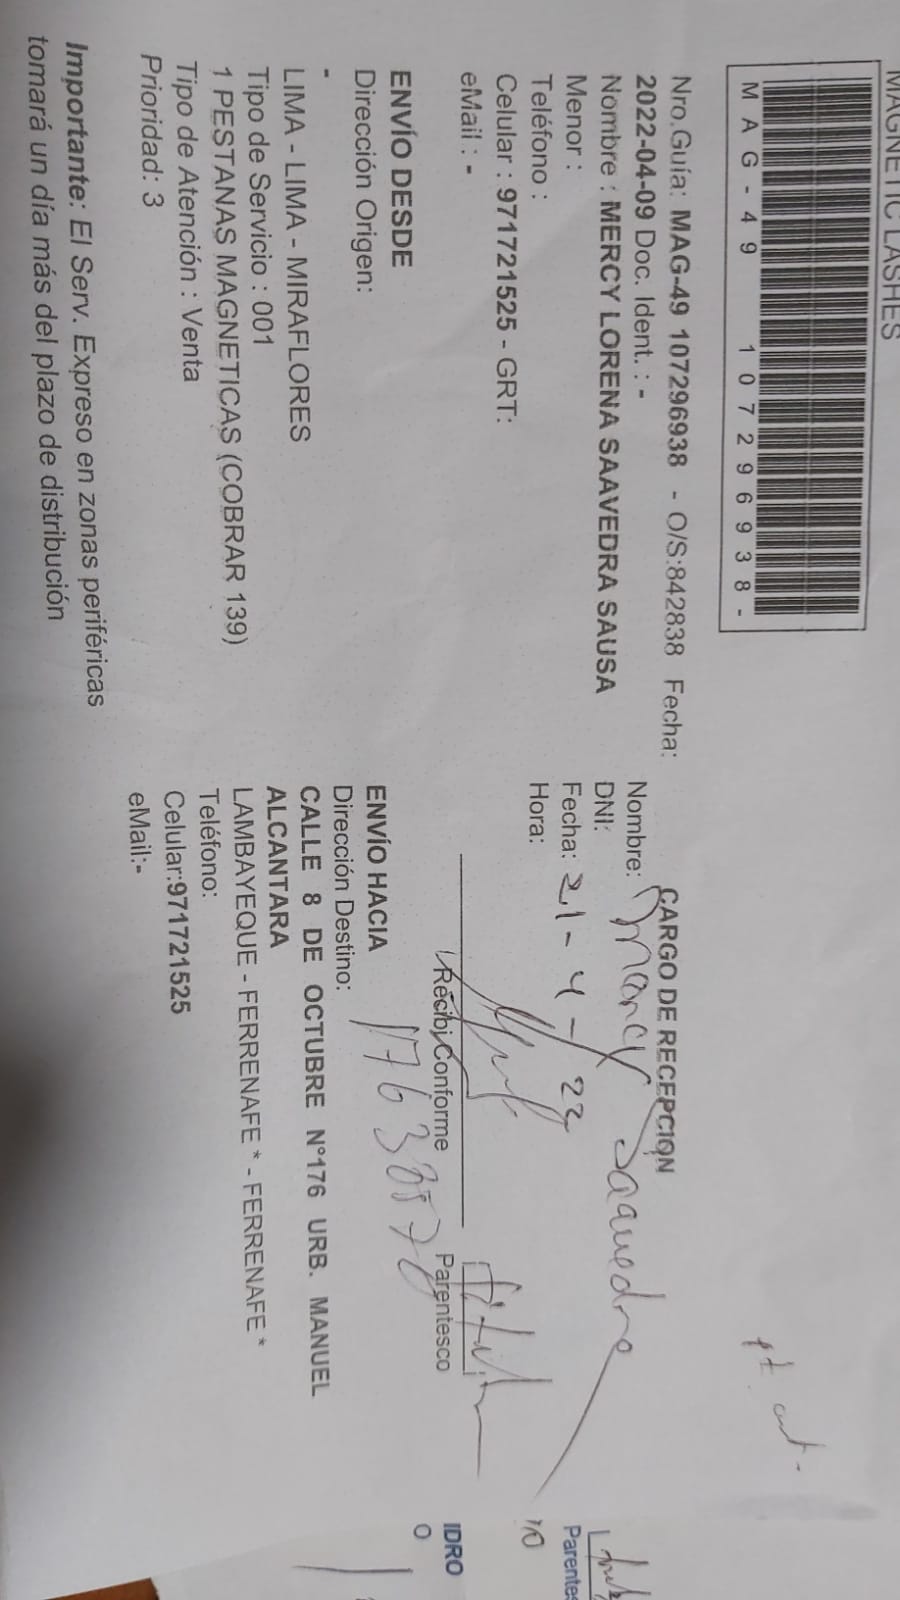 MAGNETIC LASHES
MAG-49 107296938-
Nro.Guía: MAG-49 107296938 - O/S:842838 Fecha:
2022-04-09 Doc. Ident. : -
Nombre : MERCY LORENA SAAVEDRA SAUSA
Menor :
Teléfono :
Celular : 971721525 - GRT:
eMail : -
ENVÍO DESDE
Dirección Origen:
-
LIMA - LIMA - MIRAFLORES
Tipo de Servicio : 001
1 PESTANAS MAGNETICAS (COBRAR 139)
Tipo de Atención : Venta
Prioridad: 3
Importante: El Serv. Expreso en zonas periféricas
tomará un día más del plazo de distribución
CARGO DE RECEPCIÓN
Nombre: Saavedra
DNI:
Fecha: 21-4-22
Hora:
Recibi Conforme
Parentesco
ENVÍO HACIA
Dirección Destino:
CALLE 8 DE OCTUBRE N°176 URB. MANUEL
ALCANTARA
LAMBAYEQUE - FERRENAFE * - FERRENAFE *
Teléfono:
Celular:971721525
eMail:-
Parentes
IDRO
O